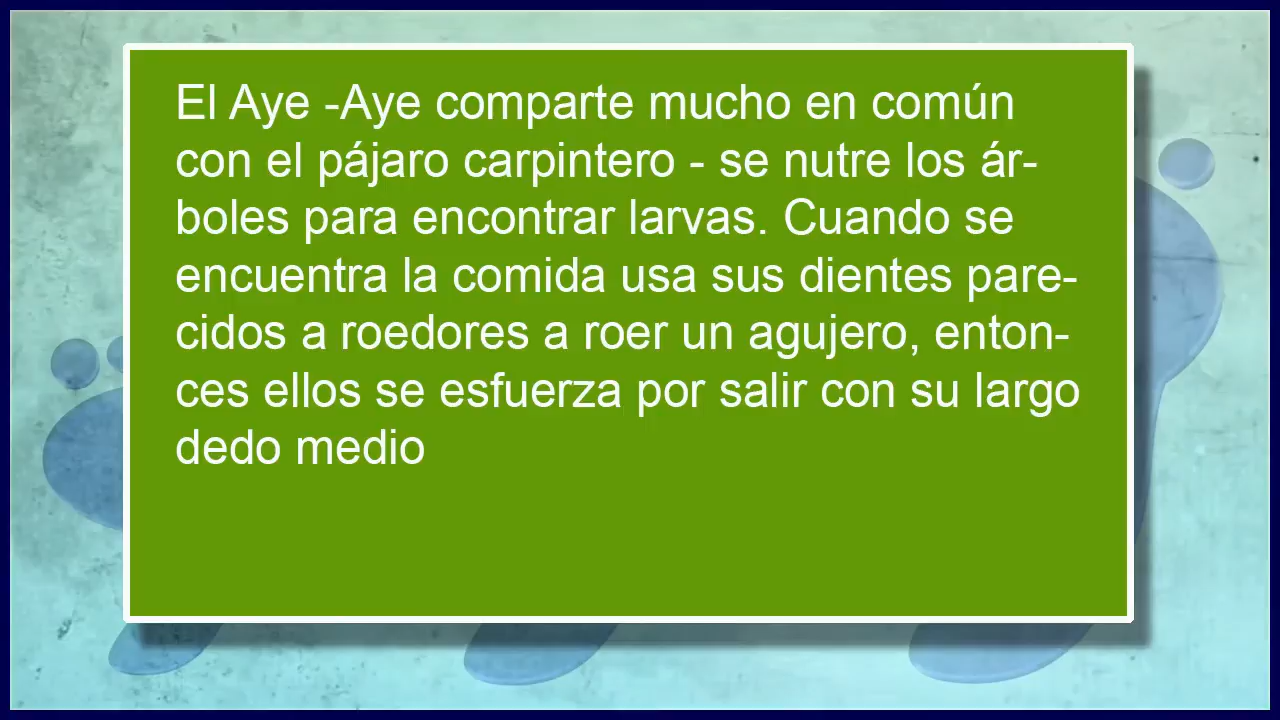 El Aye -Aye comparte mucho en común
con el pájaro carpintero - se nutre los ár-
boles para encontrar larvas. Cuando se
encuentra la comida usa sus dientes pare-
cidos a roedores a roer un agujero, enton-
ces ellos se esfuerza por salir con su largo
dedo medio